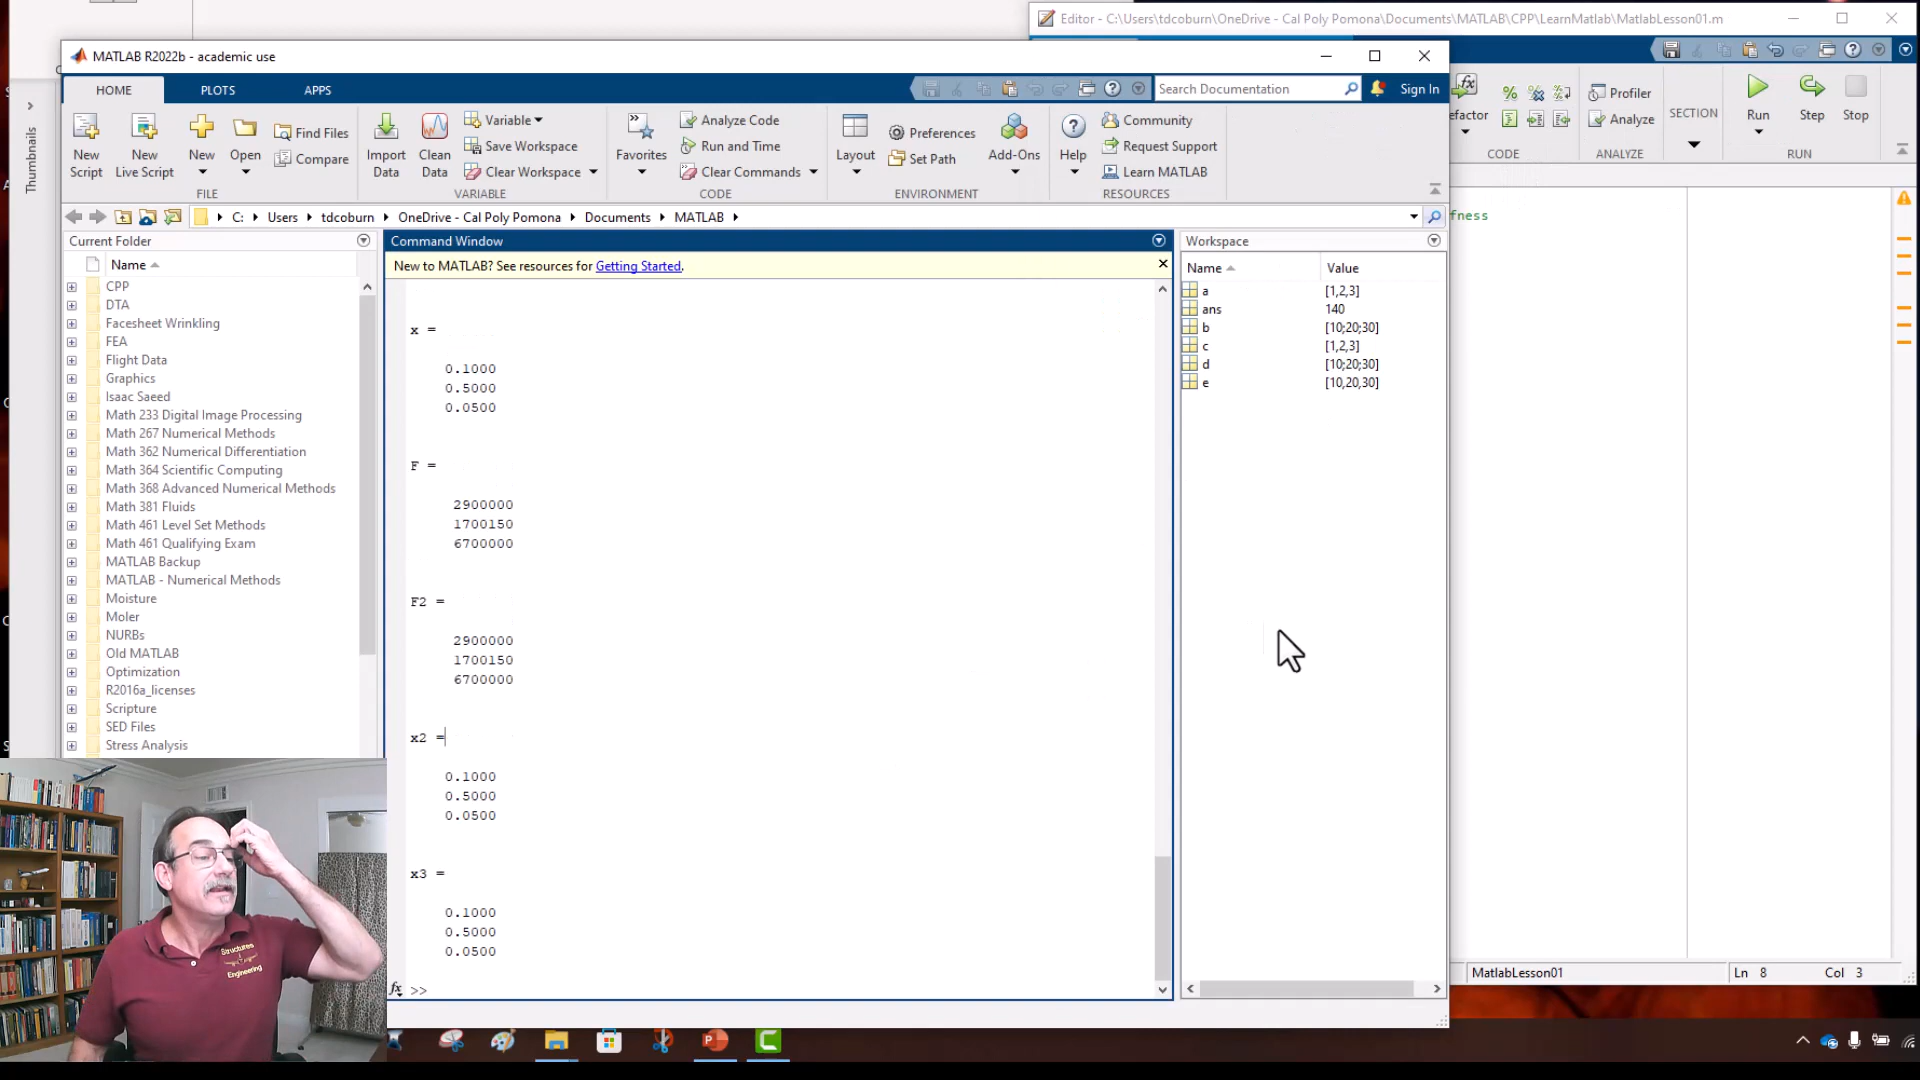 Editor - C:\Users\tdcoburn\OneDrive - Cal Poly Pomona\Documents\MATLAB\CPP\LearnMatlab\MatlabLesson01.m
MATLAB R2022b - academic use
HOME PLOTS APPS
Search Documentation
Sign In
New Script
New Live Script
New
Open
Find Files
Compare
FILE
Import Data
Clean Data
Variable
Save Workspace
Clear Workspace
VARIABLE
Favorites
Analyze Code
Run and Time
Clear Commands
CODE
Layout
Preferences
Set Path
Add-Ons
ENVIRONMENT
Help
Community
Request Support
Learn MATLAB
RESOURCES
efactor
CODE
Profiler
Analyze
ANALYZE
SECTION
Run
Step
Stop
RUN
Thumbnails
C: Users tdcoburn OneDrive - Cal Poly Pomona Documents MATLAB
fness
Current Folder
Name
CPP
DTA
Facesheet Wrinkling
FEA
Flight Data
Graphics
Isaac Saeed
Math 233 Digital Image Processing
Math 267 Numerical Methods
Math 362 Numerical Differentiation
Math 364 Scientific Computing
Math 368 Advanced Numerical Methods
Math 381 Fluids
Math 461 Level Set Methods
Math 461 Qualifying Exam
MATLAB Backup
MATLAB - Numerical Methods
Moisture
Moler
NURBs
Old MATLAB
Optimization
R2016a_licenses
Scripture
SED Files
Stress Analysis
Command Window
New to MATLAB? See resources for Getting Started.
x =
0.1000
0.5000
0.0500
F =
2900000
1700150
6700000
F2 =
2900000
1700150
6700000
x2 =
0.1000
0.5000
0.0500
x3 =
0.1000
0.5000
0.0500
fx >>
Workspace
Name Value
a [1,2,3]
ans 140
b [10;20;30]
c [1,2,3]
d [10;20;30]
e [10,20,30]
MatlabLesson01 Ln 8 Col 3
Structures
Engineering